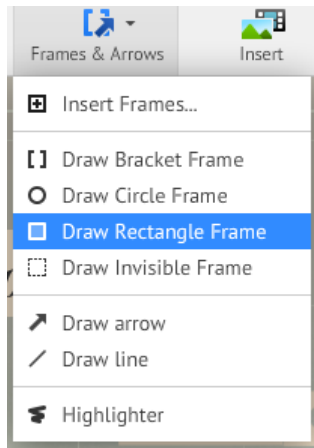 Frames & Arrows
Insert
Insert Frames...
Draw Bracket Frame
Draw Circle Frame
Draw Rectangle Frame
Draw Invisible Frame
Draw arrow
Draw line
Highlighter